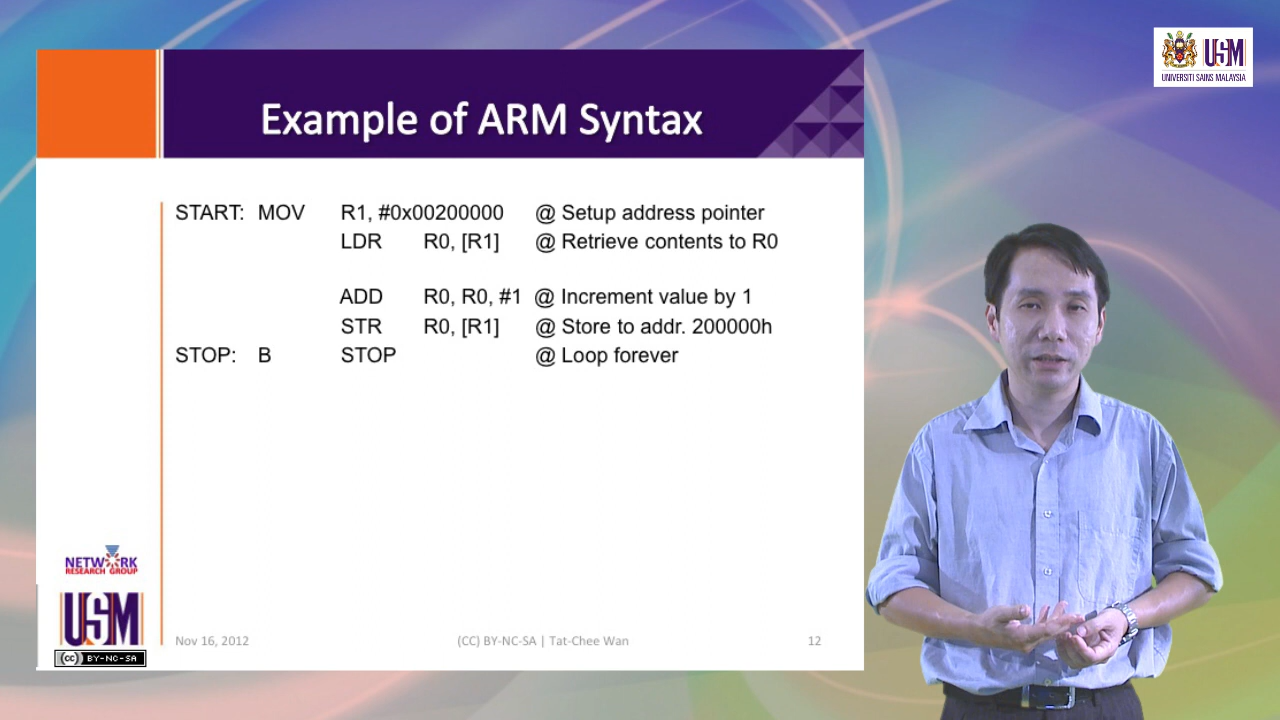 USM
UNIVERSITI SAINS MALAYSIA
Example of ARM Syntax
START: MOV R1, #0x00200000 @ Setup address pointer
LDR R0, [R1] @ Retrieve contents to R0
ADD R0, R0, #1 @ Increment value by 1
STR R0, [R1] @ Store to addr. 200000h
STOP: B STOP @ Loop forever
NETWORK
RESEARCH GROUP
USM
cc BY-NC-SA
Nov 16, 2012 (CC) BY-NC-SA | Tat-Chee Wan 12